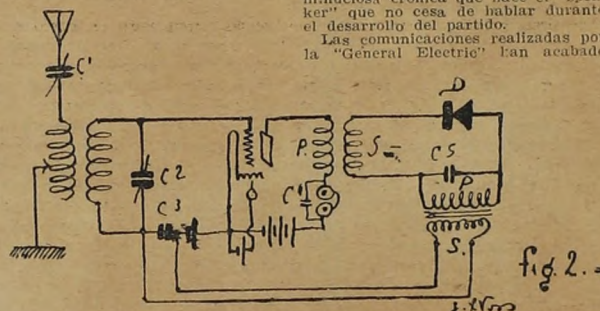 ker" que no cesa de hablar durante
el desarrollo del partido.
Las comunicaciones realizadas por
la "General Electric" han acabado
C'
C2
C3
P.
S
C'
D
C5
P
S.
fig. 2.